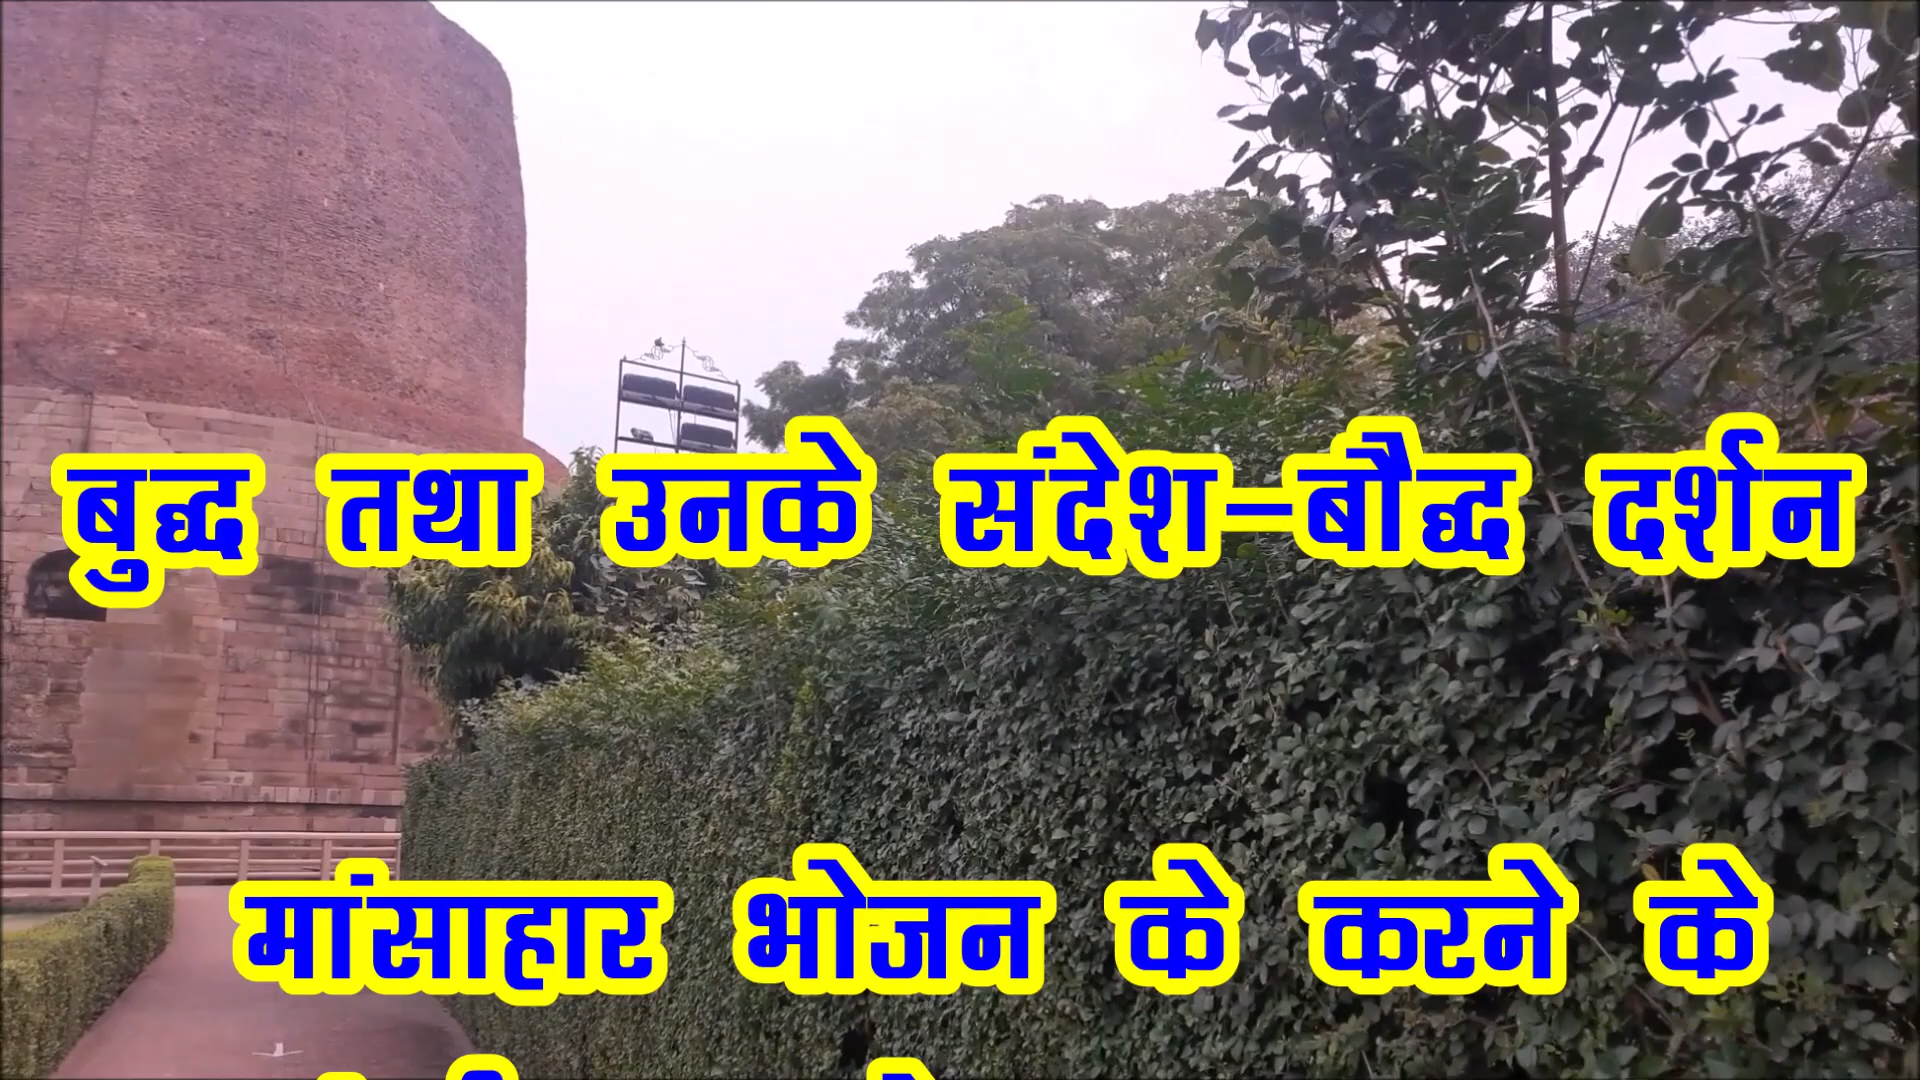 बुद्ध तथा उनके संदेश-बौद्ध दर्शन
मांसाहार भोजन के करने के